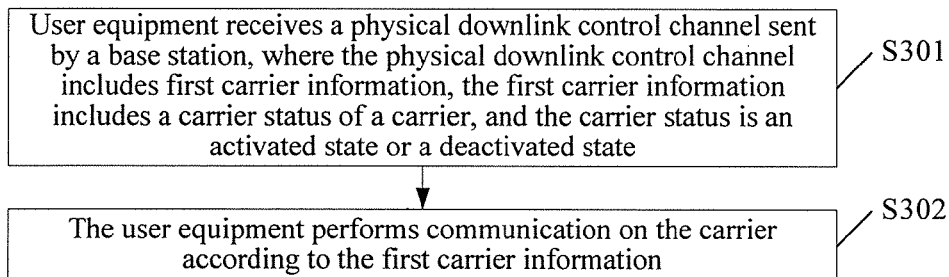 User equipment receives a physical downlink control channel sent
by a base station, where the physical downlink control channel
includes first carrier information, the first carrier information
includes a carrier status of a carrier, and the carrier status is an
activated state or a deactivated state
S301
The user equipment performs communication on the carrier
according to the first carrier information
S302